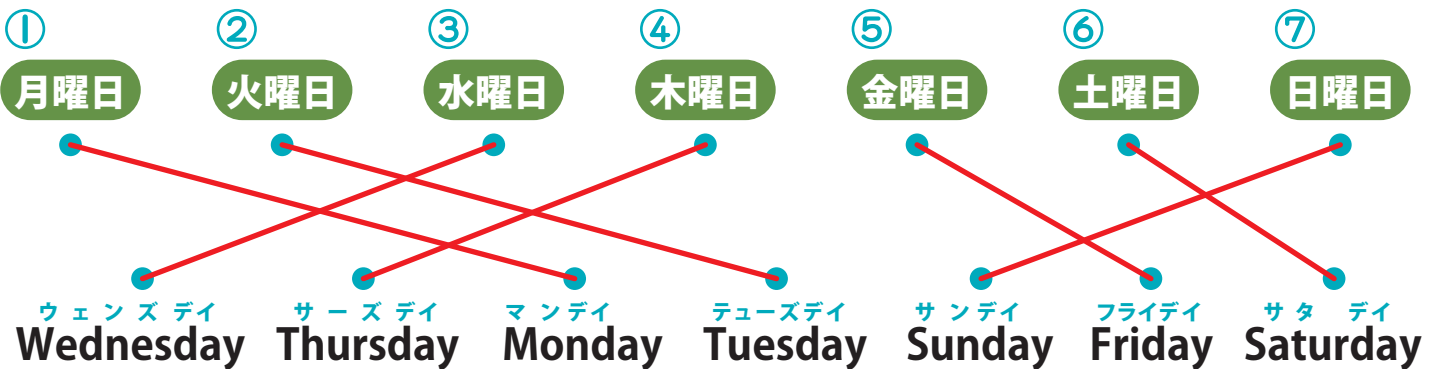 ① ② ③ ④ ⑤ ⑥ ⑦
月曜日 火曜日 水曜日 木曜日 金曜日 土曜日 日曜日
ウェンズデイ サーズデイ マンデイ テューズデイ サンデイ フライデイ サタデイ
Wednesday Thursday Monday Tuesday Sunday Friday Saturday